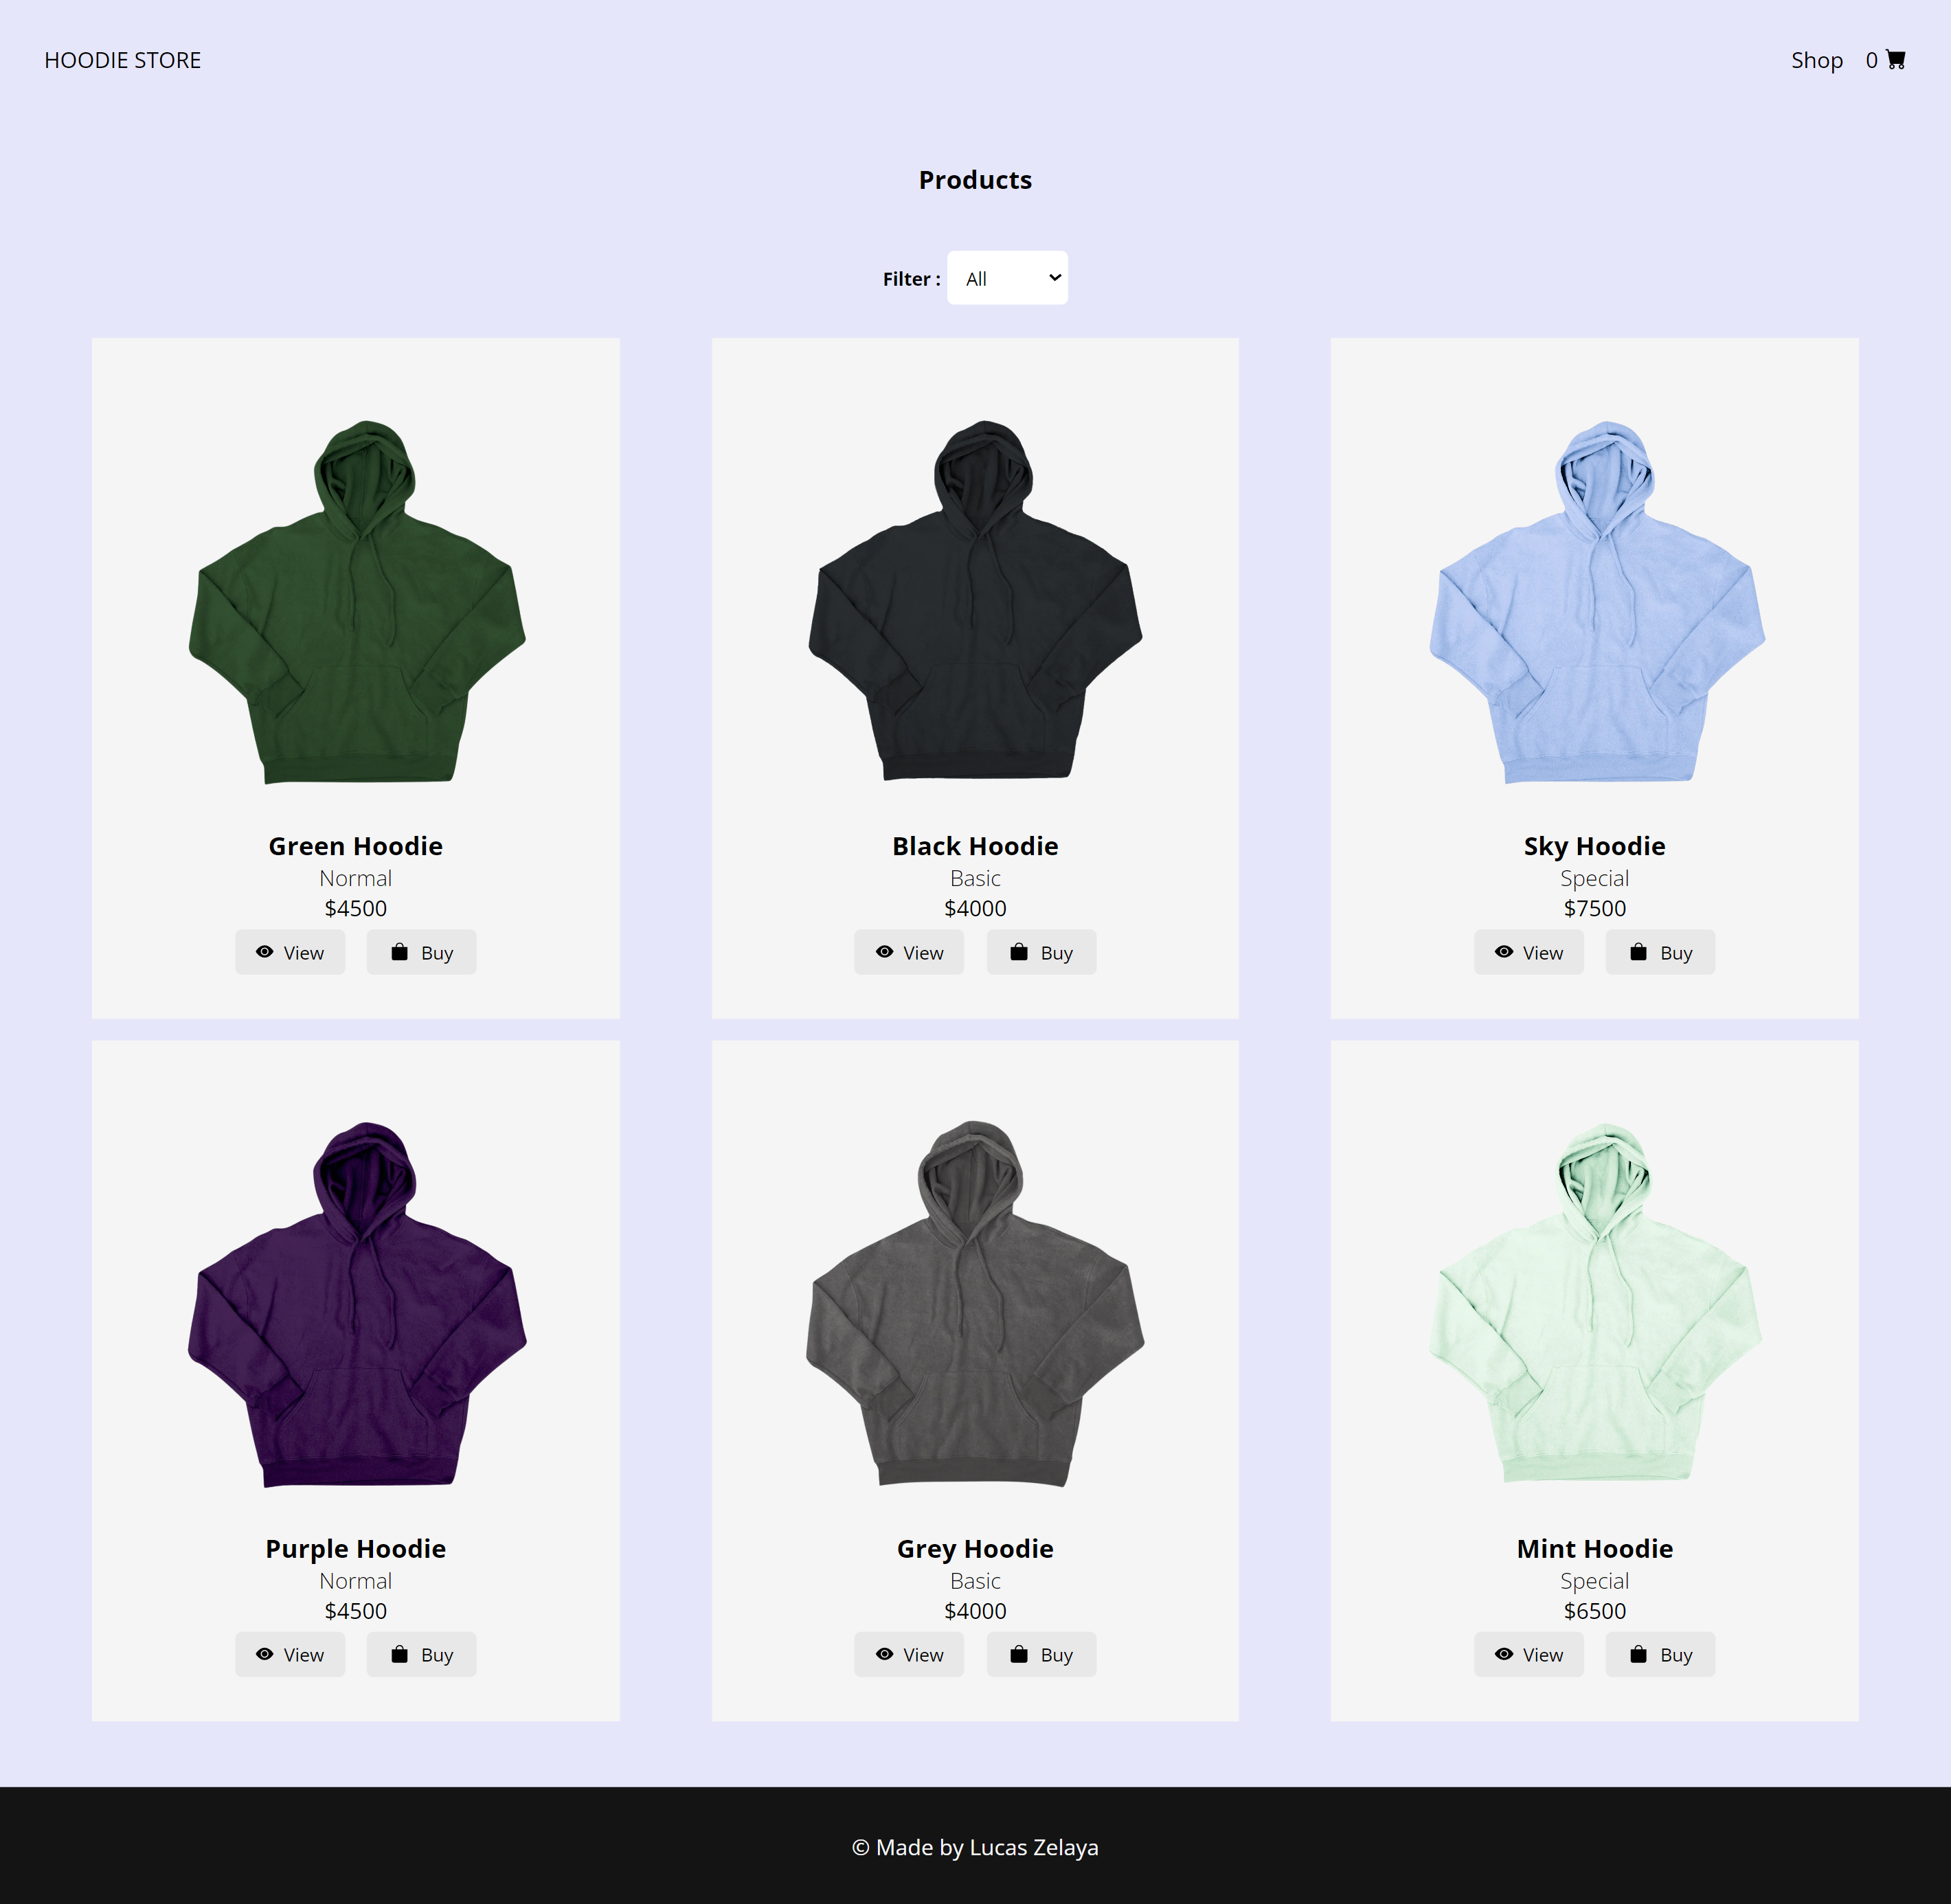 HOODIE STORE
Shop 0
Products
Filter : All
Green Hoodie
Normal
$4500
View Buy
Black Hoodie
Basic
$4000
View Buy
Sky Hoodie
Special
$7500
View Buy
Purple Hoodie
Normal
$4500
View Buy
Grey Hoodie
Basic
$4000
View Buy
Mint Hoodie
Special
$6500
View Buy
© Made by Lucas Zelaya